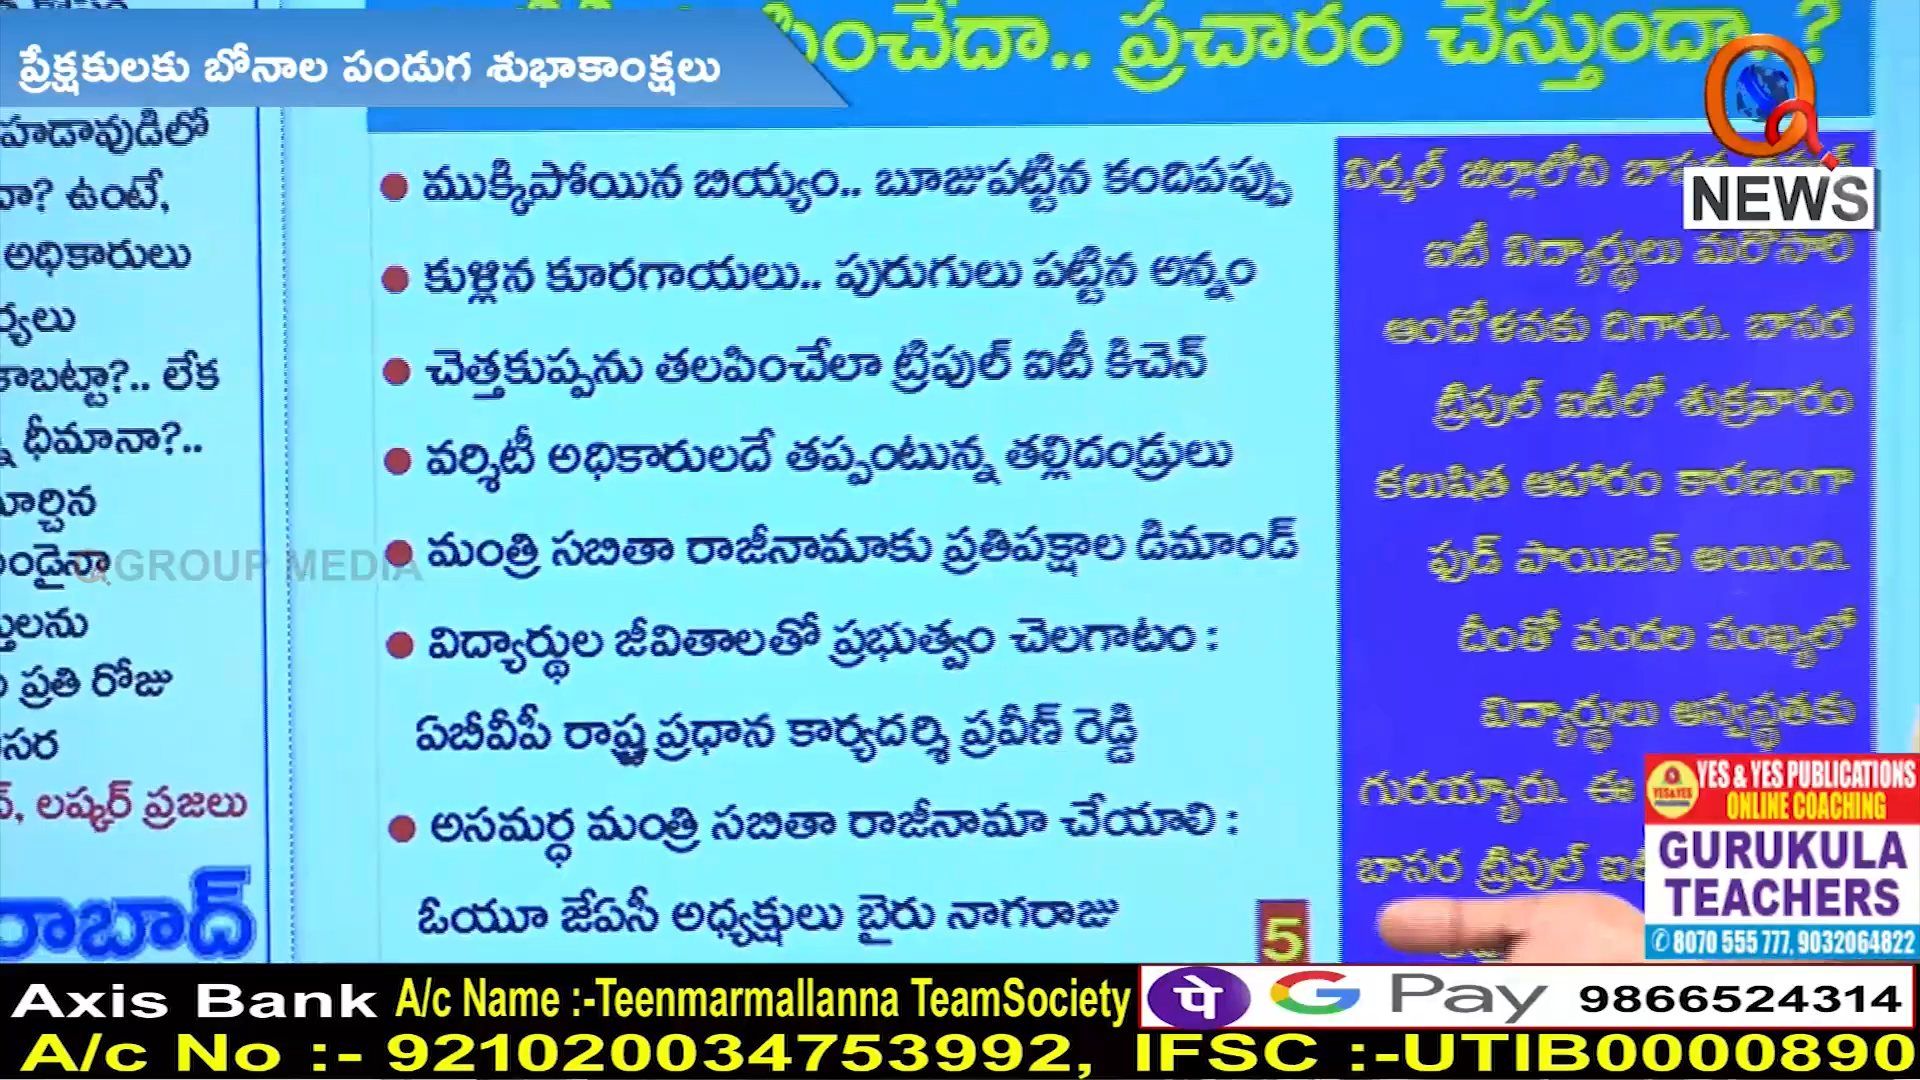 ప్రేక్షకులకు బోనాల పండుగ శుభాకాంక్షలు
ప్రచారం చేస్తుందా..?
NEWS
అధికారులు
? ఉంటే,
?.. లేక
ధీమానా?..
ప్రతి రోజు
లష్కర్ ప్రజలు
GROUP MEDIA
• ముక్కిపోయిన బియ్యం.. బూజుపట్టిన కందిపప్పు
• కుళ్లిన కూరగాయలు.. పురుగులు పట్టిన అన్నం
• చెత్తకుప్పను తలపించేలా ట్రిపుల్ ఐటీ కిచెన్
• వర్శిటీ అధికారులదే తప్పంటున్న తల్లిదండ్రులు
• మంత్రి సబితా రాజీనామాకు ప్రతిపక్షాల డిమాండ్
• విద్యార్థుల జీవితాలతో ప్రభుత్వం చెలగాటం :
ఏబీవీపీ రాష్ట్ర ప్రధాన కార్యదర్శి ప్రవీణ్ రెడ్డి
• అసమర్ధ మంత్రి సబితా రాజీనామా చేయాలి :
ఓయూ జేఏసీ అధ్యక్షులు బైరు నాగరాజు
5
నిర్మల్ జిల్లాలోని బాసర
ఐటీ విద్యార్థులు మరోసారి
ఆందోళనకు దిగారు. బాసర
ట్రిపుల్ ఐటీలో శుక్రవారం
కలుషిత ఆహారం కారణంగా
ఫుడ్ పాయిజన్ అయింది.
దీంతో వందల సంఖ్యలో
విద్యార్థులు అస్వస్థతకు
గురయ్యారు. ఈ
బాసర ట్రిపుల్
YES & YES PUBLICATIONS
ONLINE COACHING
GURUKULA
TEACHERS
8070 555 777, 9032064822
Axis Bank A/c Name :-Teenmarmallanna TeamSociety
पे G Pay 9866524314
A/c No :- 921020034753992, IFSC :-UTIB0000890